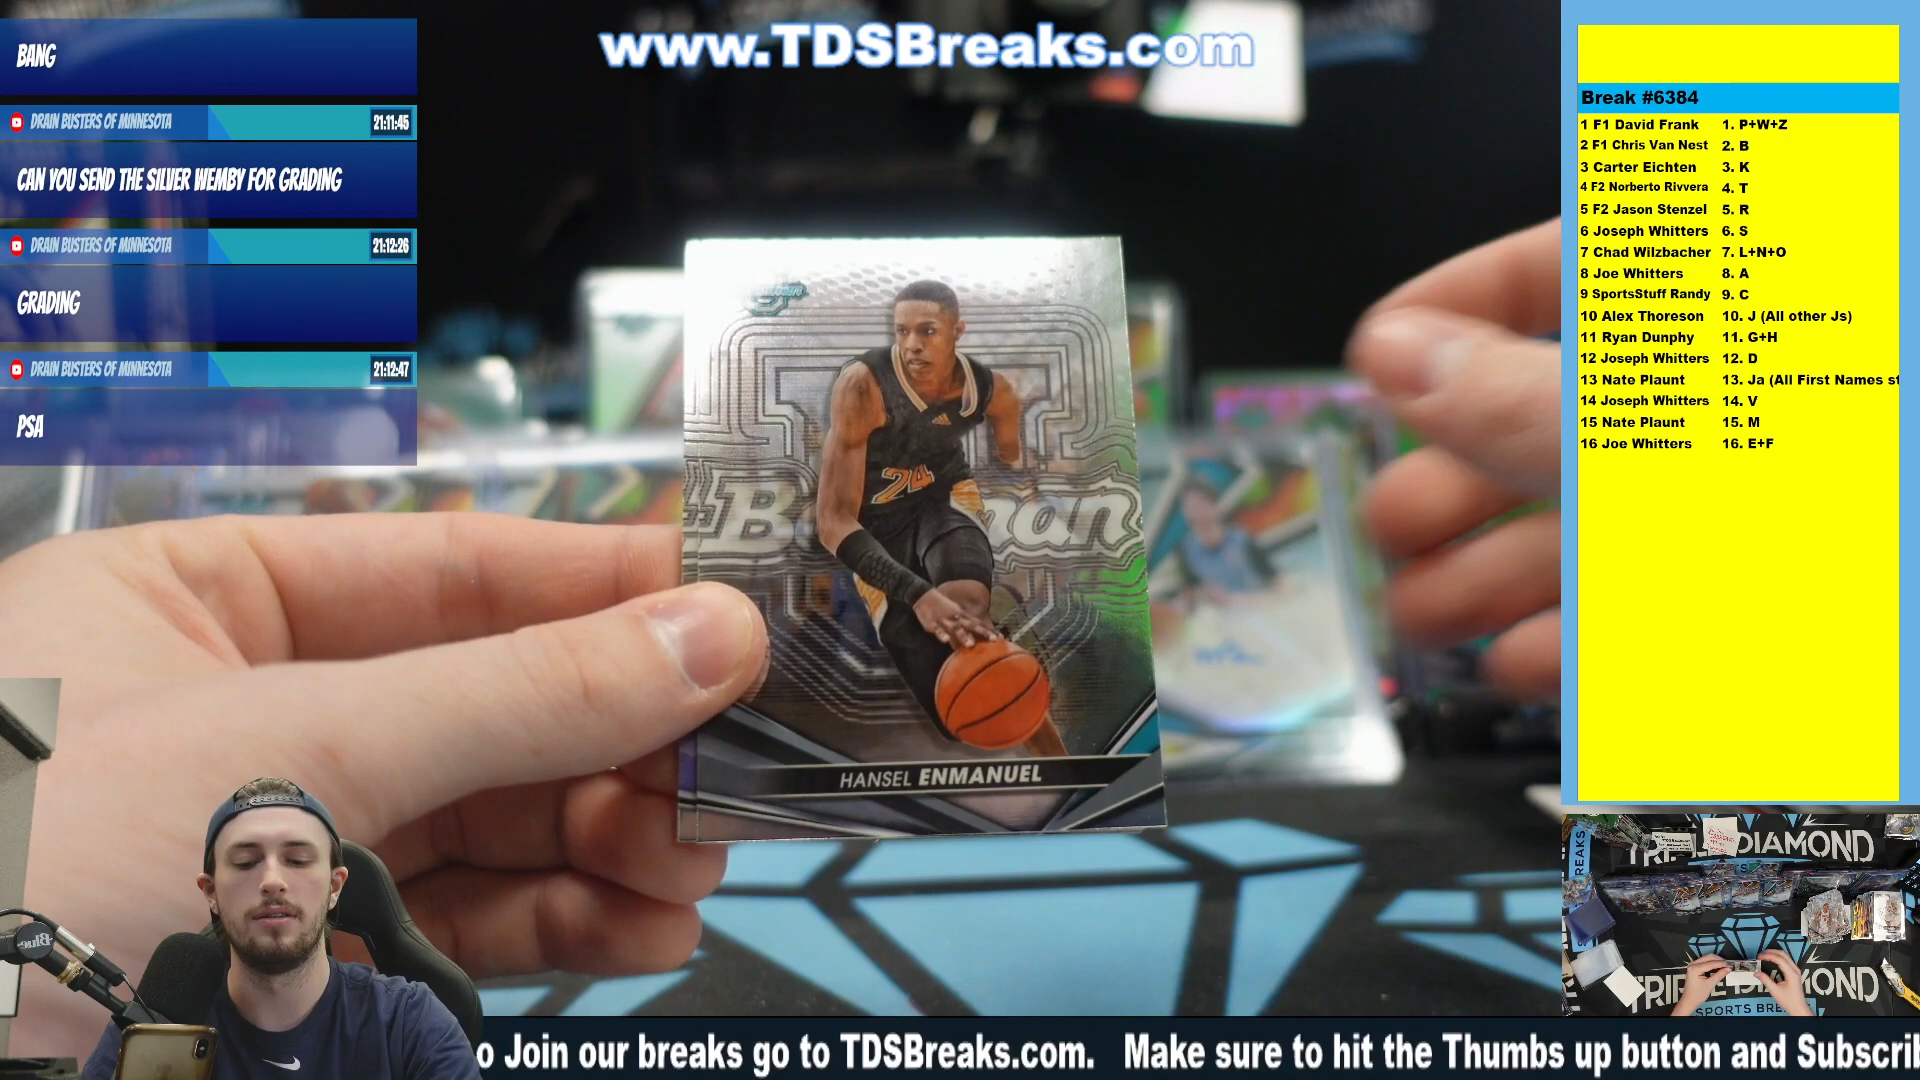 www.TDSBreaks.com
BANG
DRAIN BUSTERS OF MINNESOTA 21:11:45
CAN YOU SEND THE SILVER WEMBY FOR GRADING
DRAIN BUSTERS OF MINNESOTA 21:12:26
GRADING
DRAIN BUSTERS OF MINNESOTA 21:12:47
PSA
Break #6384
1 F1 David Frank 1. P+W+Z
2 F1 Chris Van Nest 2. B
3 Carter Eichten 3. K
4 F2 Norberto Rivvera 4. T
5 F2 Jason Stenzel 5. R
6 Joseph Whitters 6. S
7 Chad Wilzbacher 7. L+N+O
8 Joe Whitters 8. A
9 SportsStuff Randy 9. C
10 Alex Thoreson 10. J (All other Js)
11 Ryan Dunphy 11. G+H
12 Joseph Whitters 12. D
13 Nate Plaunt 13. Ja (All First Names st
14 Joseph Whitters 14. V
15 Nate Plaunt 15. M
16 Joe Whitters 16. E+F
24
HANSEL ENMANUEL
DIAMOND
TRIPLE DIAMOND
SPORTS BRE
REAKS
Blue
o Join our breaks go to TDSBreaks.com. Make sure to hit the Thumbs up button and Subscrib